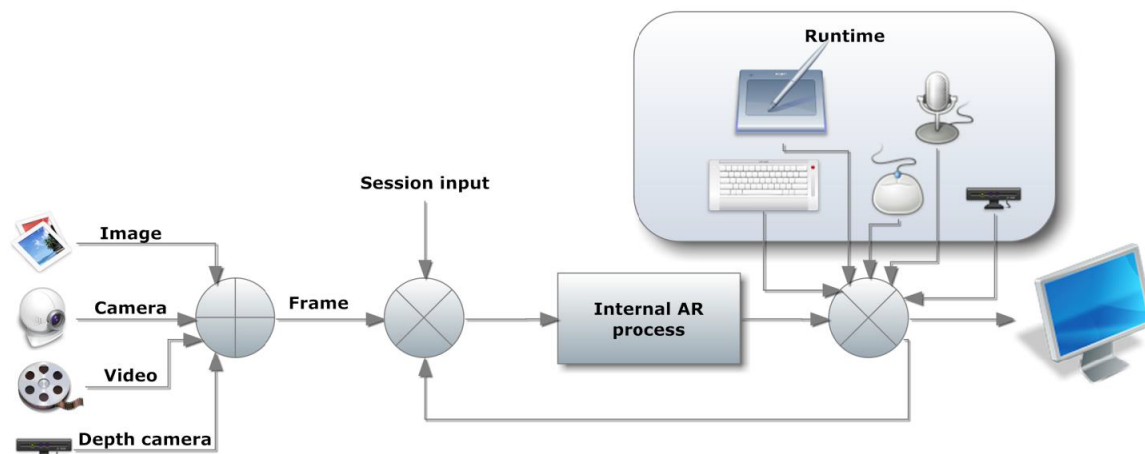 Runtime
Session input
Image
Camera
Frame
Internal AR
process
Video
Depth camera